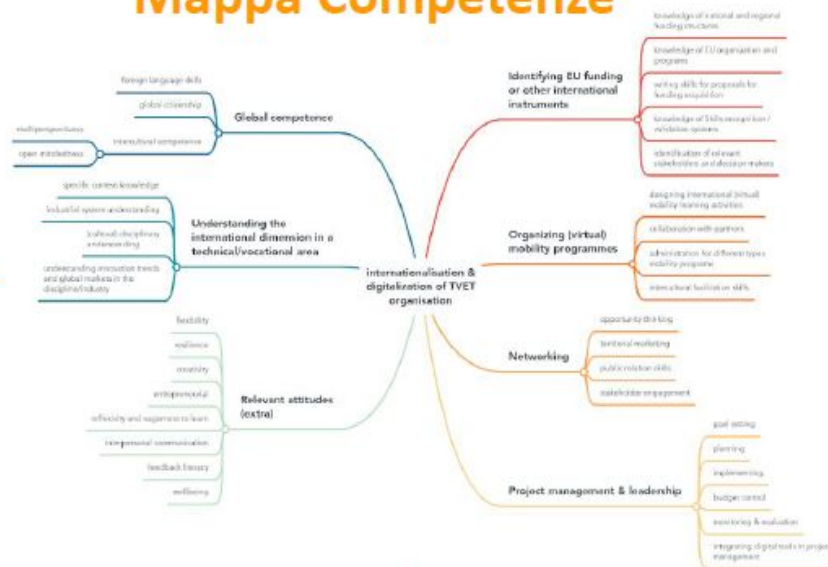 Mappa Competenze
knowledge of national and regional
funding structures
knowledge of EU organisation and
programs
writing skills for proposals for
funding acquisition
knowledge of Skills recognition /
validation systems
identification of relevant
stakeholders and decision makers
Identifying EU funding
or other international
instruments
foreign language skills
global citizenship
intercultural competence
multiperspectivity
open mindedness
Global competence
specific context knowledge
industrial system understanding
(cultural) disciplinary
understanding
understanding innovation trends
and global markets in the
discipline/industry
Understanding the
international dimension in a
technical/vocational area
designing international (virtual)
mobility learning activities
collaboration with partners
administration for different types
mobility programs
intercultural facilitation skills
Organizing (virtual)
mobility programmes
internationalisation &
digitalization of TVET
organisation
flexibility
resilience
creativity
entrepreneurial
reflectivity and eagerness to learn
interpersonal communication
feedback literacy
wellbeing
Relevant attitudes
(extra)
opportunity thinking
territorial marketing
public relation skills
stakeholder engagement
Networking
goal setting
planning
implementing
budget control
monitoring & evaluation
integrating digital tools in project
management
Project management & leadership